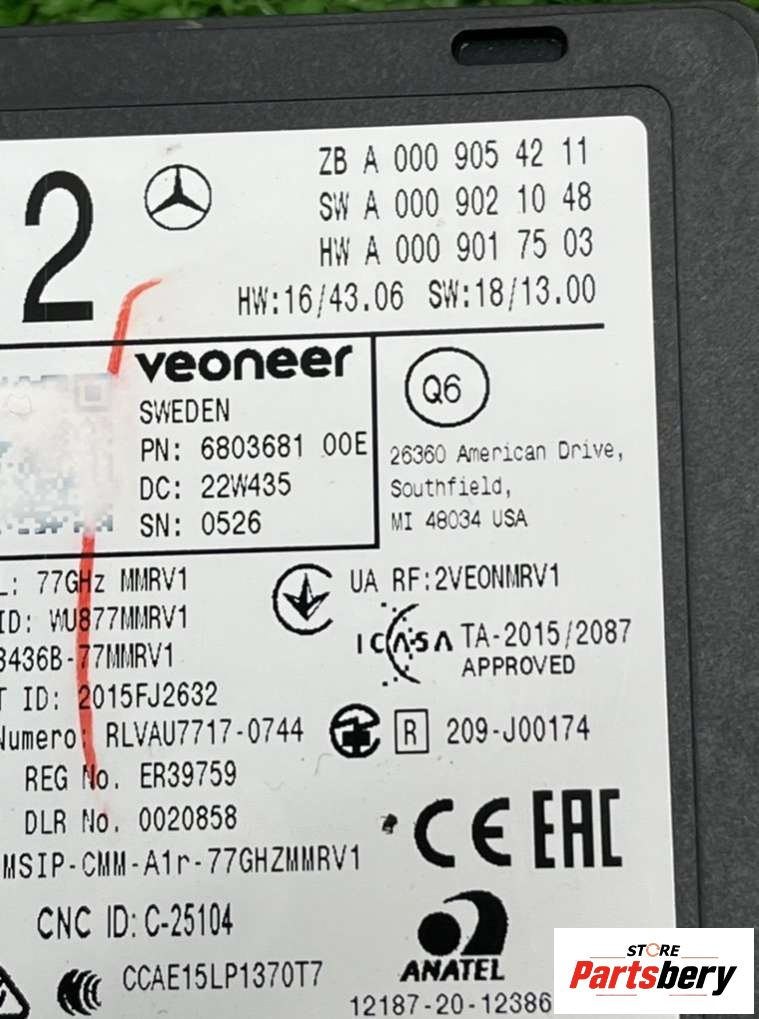 2
ZB A 000 905 42 11
SW A 000 902 10 48
HW A 000 901 75 03
HW:16/43.06 SW:18/13.00
veoneer
SWEDEN
PN: 6803681 00E
DC: 22W435
SN: 0526
Q6
26360 American Drive,
Southfield,
MI 48034 USA
L: 77GHz MMRV1
ID: WU877MMRV1
8436B-77MMRV1
T ID: 2015FJ2632
Numero: RLVAU7717-0744
REG No. ER39759
DLR No. 0020858
MSIP-CMM-A1r-77GHZMMRV1
CNC ID: C-25104
CCAE15LP1370T7
UA RF:2VEONMRV1
ICASA TA-2015/2087
APPROVED
R 209-J00174
CE EAC
ANATEL
12187-20-12386
STORE
Partsbery